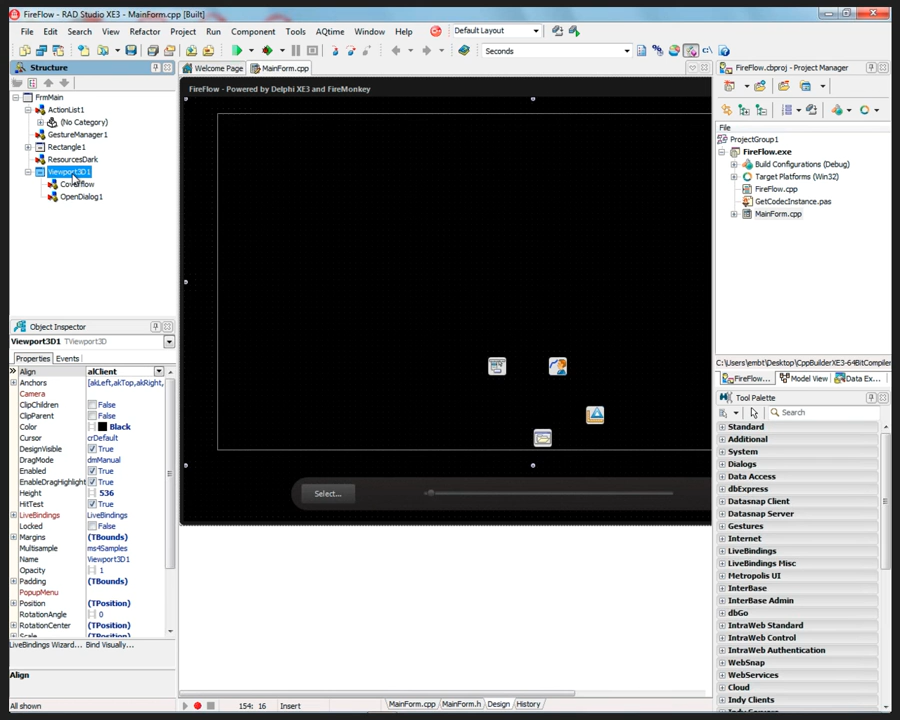 FireFlow - RAD Studio XE3 - MainForm.cpp [Built]
File Edit Search View Refactor Project Run Component Tools AQtime Window Help
Default Layout
Seconds
Structure
FrmMain
ActionList1
(No Category)
GestureManager1
Rectangle1
ResourcesDark
Viewport3D1
Coverflow
OpenDialog1
Object Inspector
Viewport3D1 TViewport3D
Properties Events
Align alClient
Anchors [akLeft,akTop,akRight,
Camera
ClipChildren False
ClipParent False
Color Black
Cursor crDefault
DesignVisible True
DragMode dmManual
Enabled True
EnableDragHighlight True
Height 536
HitTest True
LiveBindings LiveBindings
Locked False
Margins (TBounds)
Multisample ms4Samples
Name Viewport3D1
Opacity 1
Padding (TBounds)
PopupMenu
Position (TPosition)
RotationAngle 0
RotationCenter (TPosition)
Scale (TPosition)
LiveBindings Wizard... Bind Visually...
Align
All shown
Welcome Page MainForm.cpp
FireFlow - Powered by Delphi XE3 and FireMonkey
Select...
154: 16 Insert
MainForm.cpp MainForm.h Design History
FireFlow.cbproj - Project Manager
File
ProjectGroup1
FireFlow.exe
Build Configurations (Debug)
Target Platforms (Win32)
FireFlow.cpp
GetCodecInstance.pas
MainForm.cpp
C:\Users\embt\Desktop\CppBuilderXE3-64BitCompiler
FireFlow... Model View Data Ex...
Tool Palette
Search
Standard
Additional
System
Dialogs
Data Access
dbExpress
Datasnap Client
Datasnap Server
Gestures
Internet
LiveBindings
LiveBindings Misc
Metropolis UI
InterBase
InterBase Admin
dbGo
IntraWeb Standard
IntraWeb Control
IntraWeb Authentication
WebSnap
WebServices
Cloud
Indy Clients